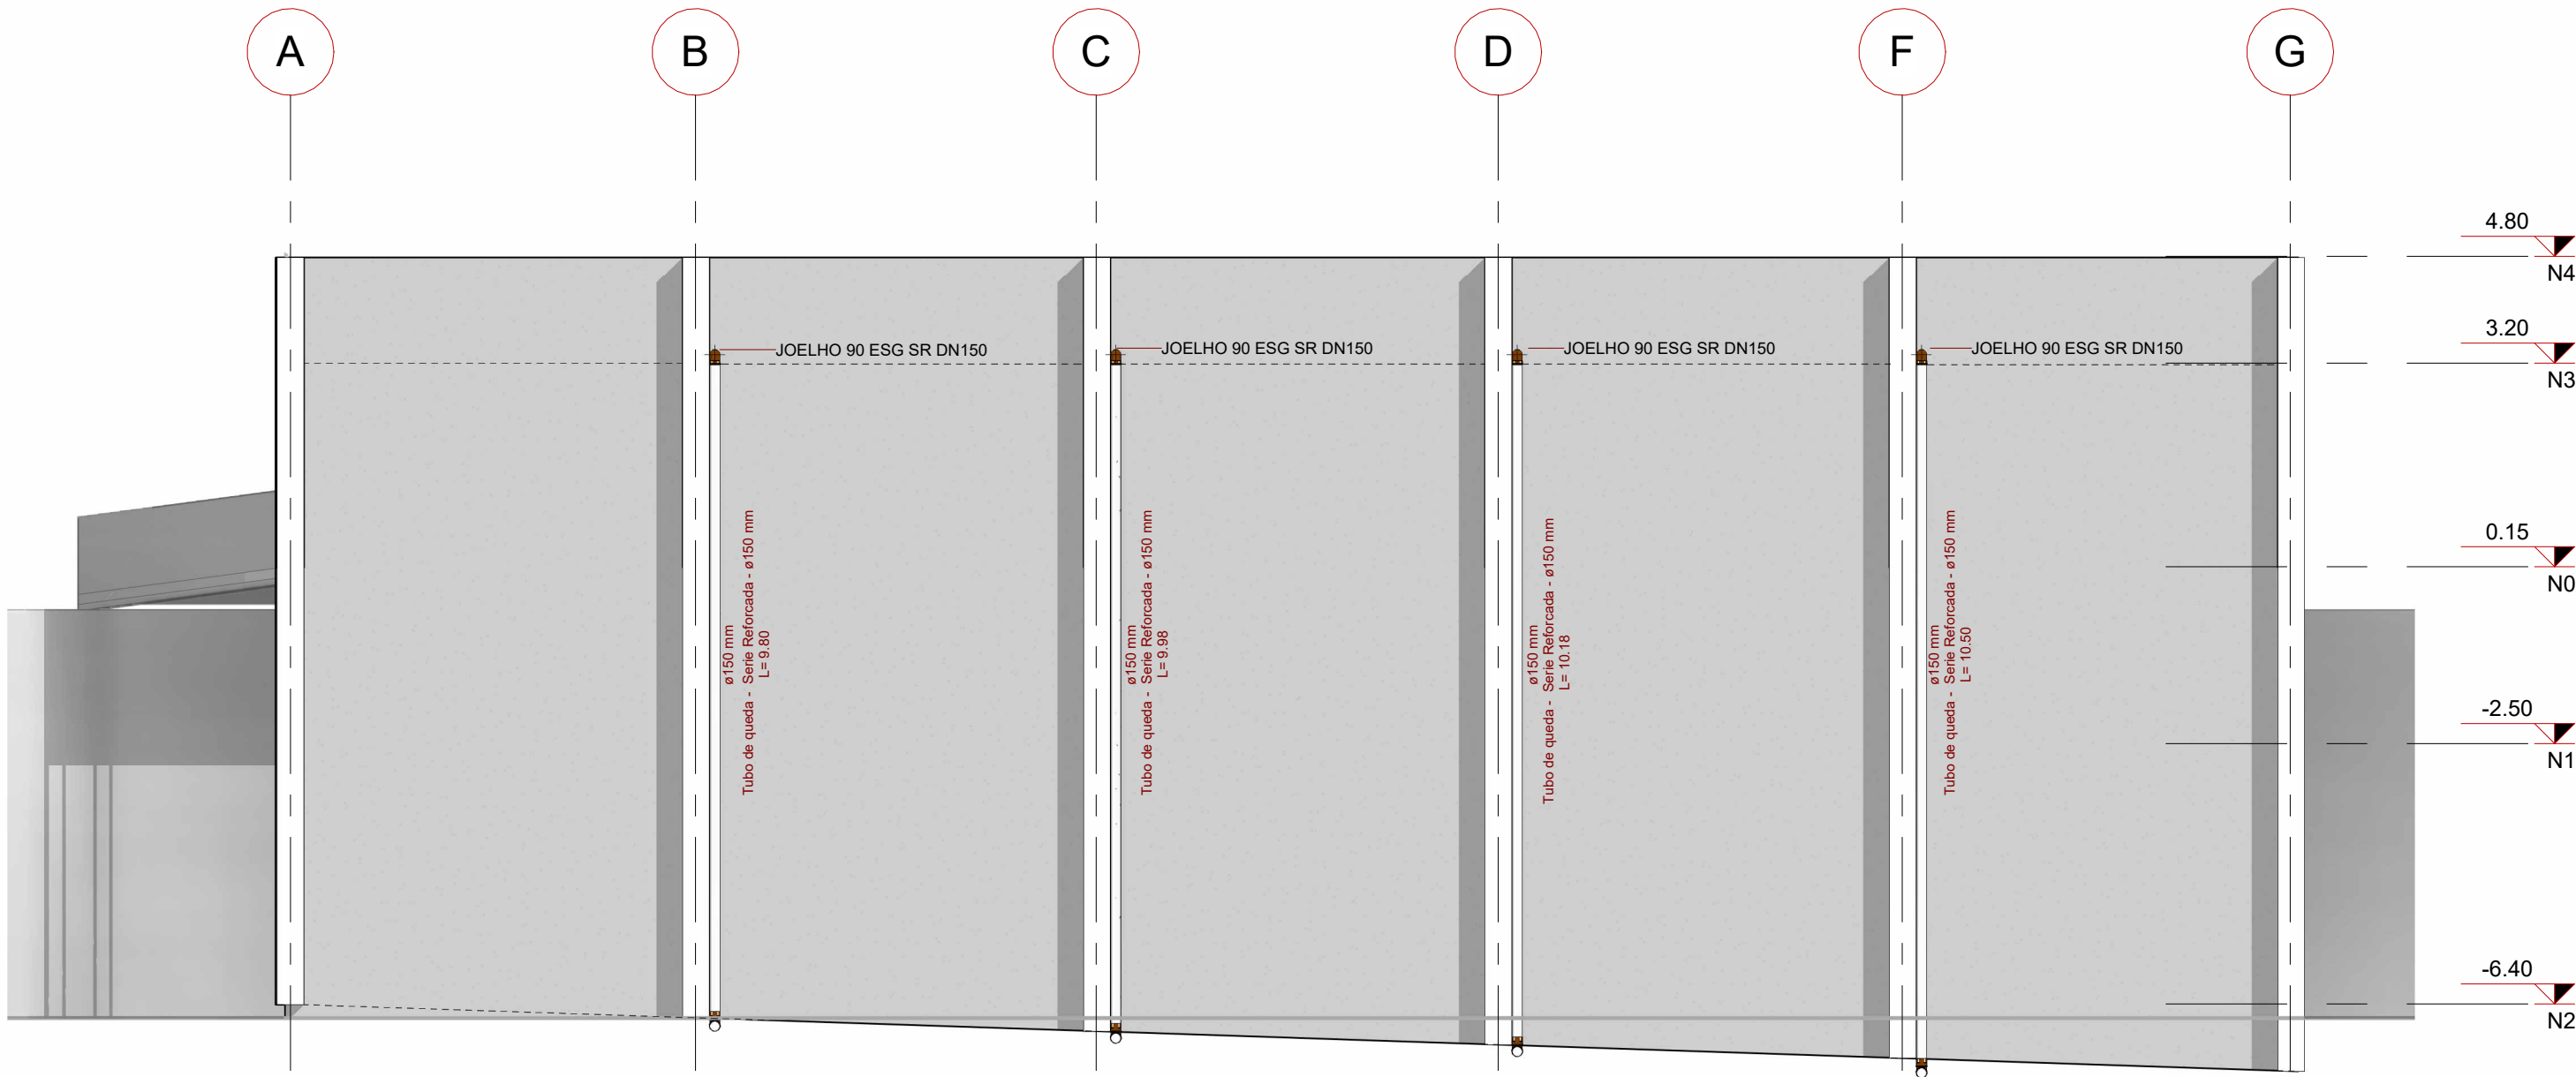 A
B
C
D
F
G
4.80
N4
3.20
N3
0.15
N0
-2.50
N1
-6.40
N2
JOELHO 90 ESG SR DN150
JOELHO 90 ESG SR DN150
JOELHO 90 ESG SR DN150
JOELHO 90 ESG SR DN150
ø150 mm
Tubo de queda - Serie Reforcada - ø150 mm
L= 9.80
ø150 mm
Tubo de queda - Serie Reforcada - ø150 mm
L= 9.98
ø150 mm
Tubo de queda - Serie Reforcada - ø150 mm
L= 10.18
ø150 mm
Tubo de queda - Serie Reforcada - ø150 mm
L= 10.50